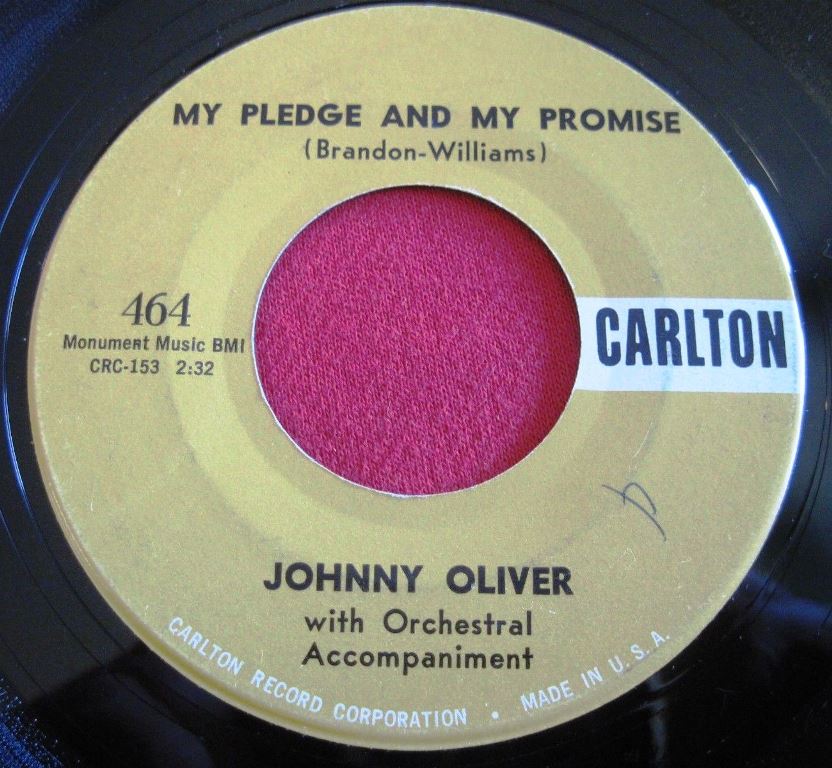 MY PLEDGE AND MY PROMISE
(Brandon-Williams)
464
Monument Music BMI
CRC-153 2:32
CARLTON
JOHNNY OLIVER
with Orchestral
Accompaniment
CARLTON RECORD CORPORATION • MADE IN U.S.A.